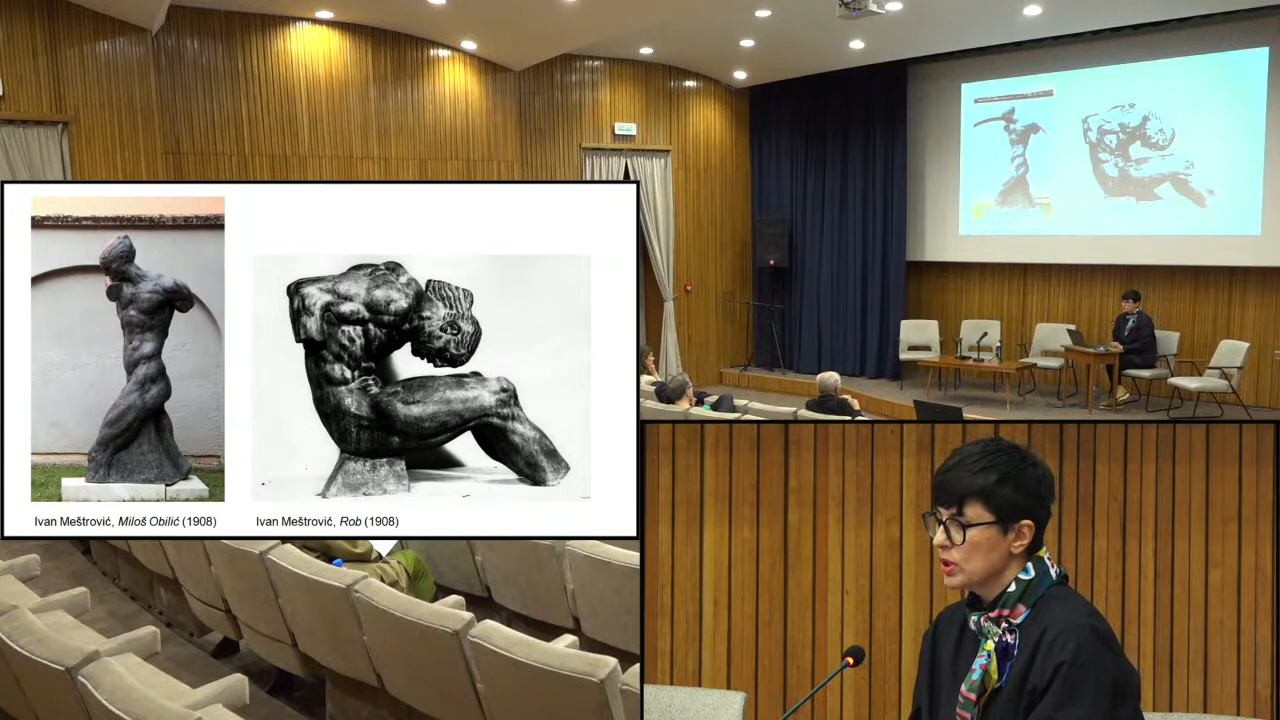 Ivan Meštrović, Miloš Obilić (1908)
Ivan Meštrović, Rob (1908)